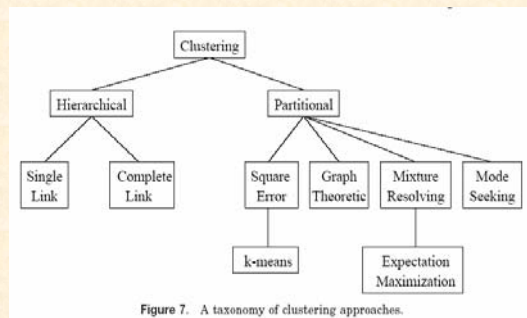 Clustering
Hierarchical
Partitional
Single
Link
Complete
Link
Square
Error
Graph
Theoretic
Mixture
Resolving
Mode
Seeking
k-means
Expectation
Maximization
Figure 7. A taxonomy of clustering approaches.